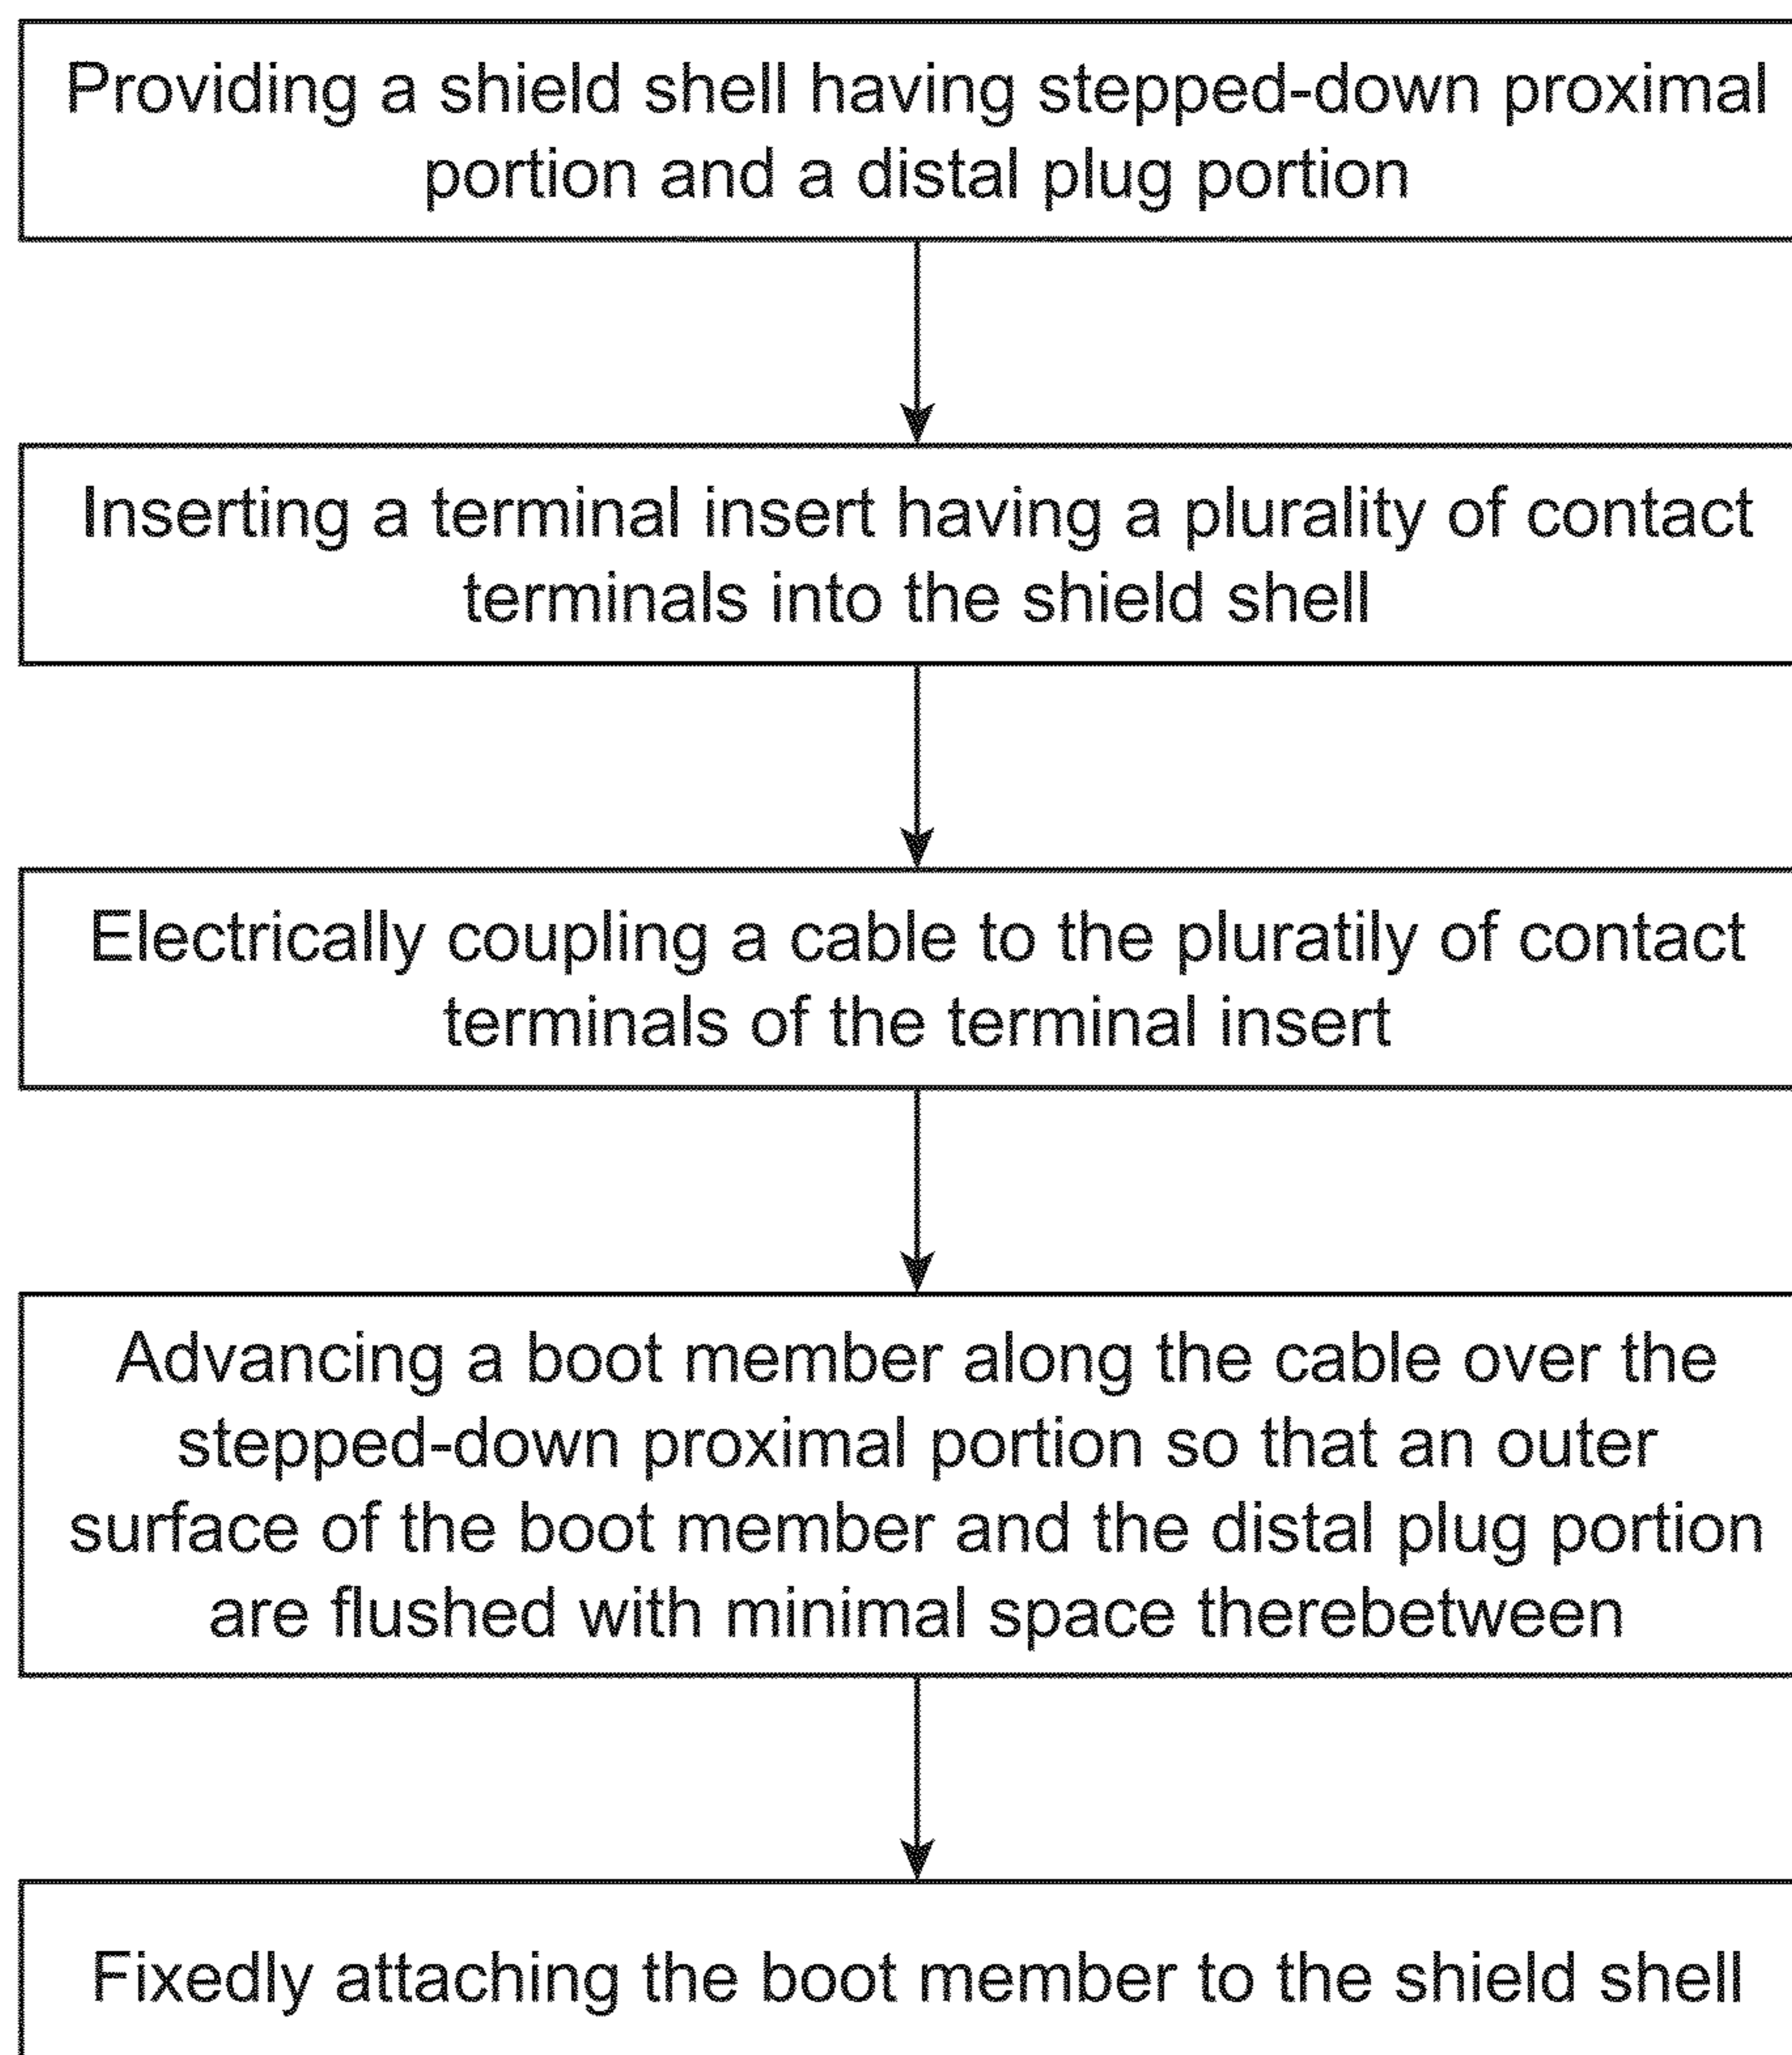 Providing a shield shell having stepped-down proximal
portion and a distal plug portion
Inserting a terminal insert having a plurality of contact
terminals into the shield shell
Electrically coupling a cable to the pluratily of contact
terminals of the terminal insert
Advancing a boot member along the cable over the
stepped-down proximal portion so that an outer
surface of the boot member and the distal plug portion
are flushed with minimal space therebetween
Fixedly attaching the boot member to the shield shell